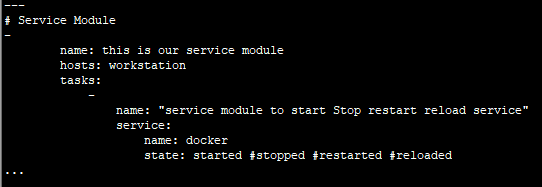 ---
# Service Module
-
        name: this is our service module
        hosts: workstation
        tasks:
            -
                name: "service module to start Stop restart reload service"
                service:
                    name: docker
                    state: started #stopped #restarted #reloaded
...